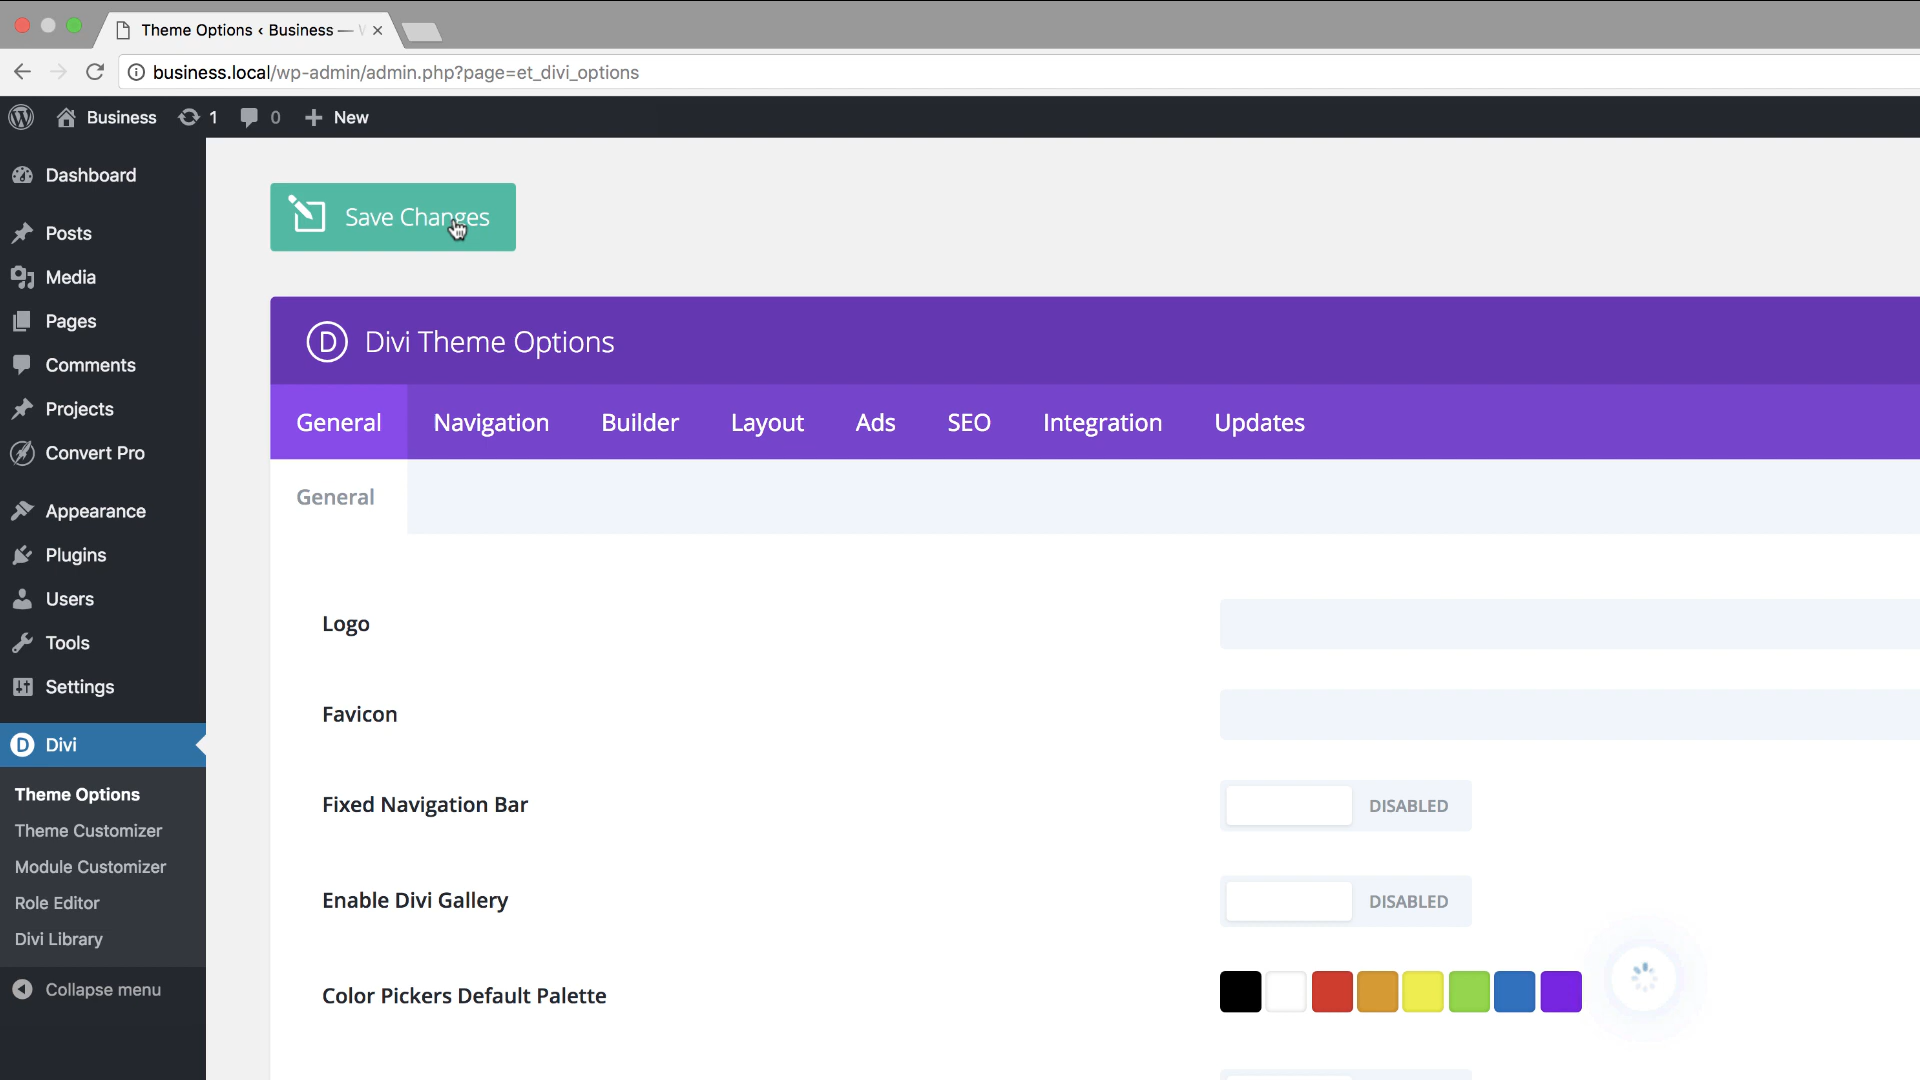 Theme Options ‹ Business —
business.local/wp-admin/admin.php?page=et_divi_options
Business 1 0 New
Dashboard
Posts
Media
Pages
Comments
Projects
Convert Pro
Appearance
Plugins
Users
Tools
Settings
Divi
Theme Options
Theme Customizer
Module Customizer
Role Editor
Divi Library
Collapse menu
Save Changes
D Divi Theme Options
General Navigation Builder Layout Ads SEO Integration Updates
General
Logo
Favicon
Fixed Navigation Bar DISABLED
Enable Divi Gallery DISABLED
Color Pickers Default Palette